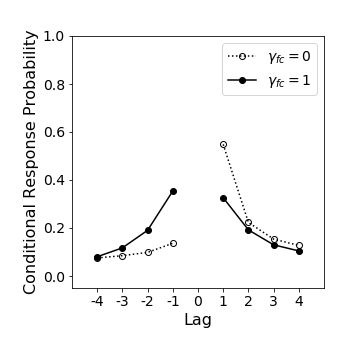 Conditional Response Probability
1.0
0.8
0.6
0.4
0.2
0.0
γfc = 0
γfc = 1
-4 -3 -2 -1 0 1 2 3 4
Lag